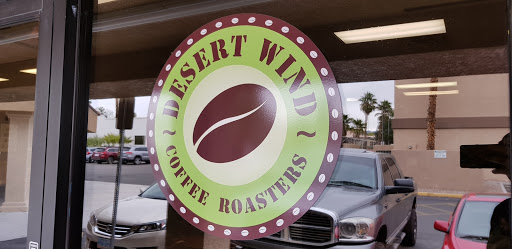 ~ DESERT WIND ~
COFFEE ROASTERS